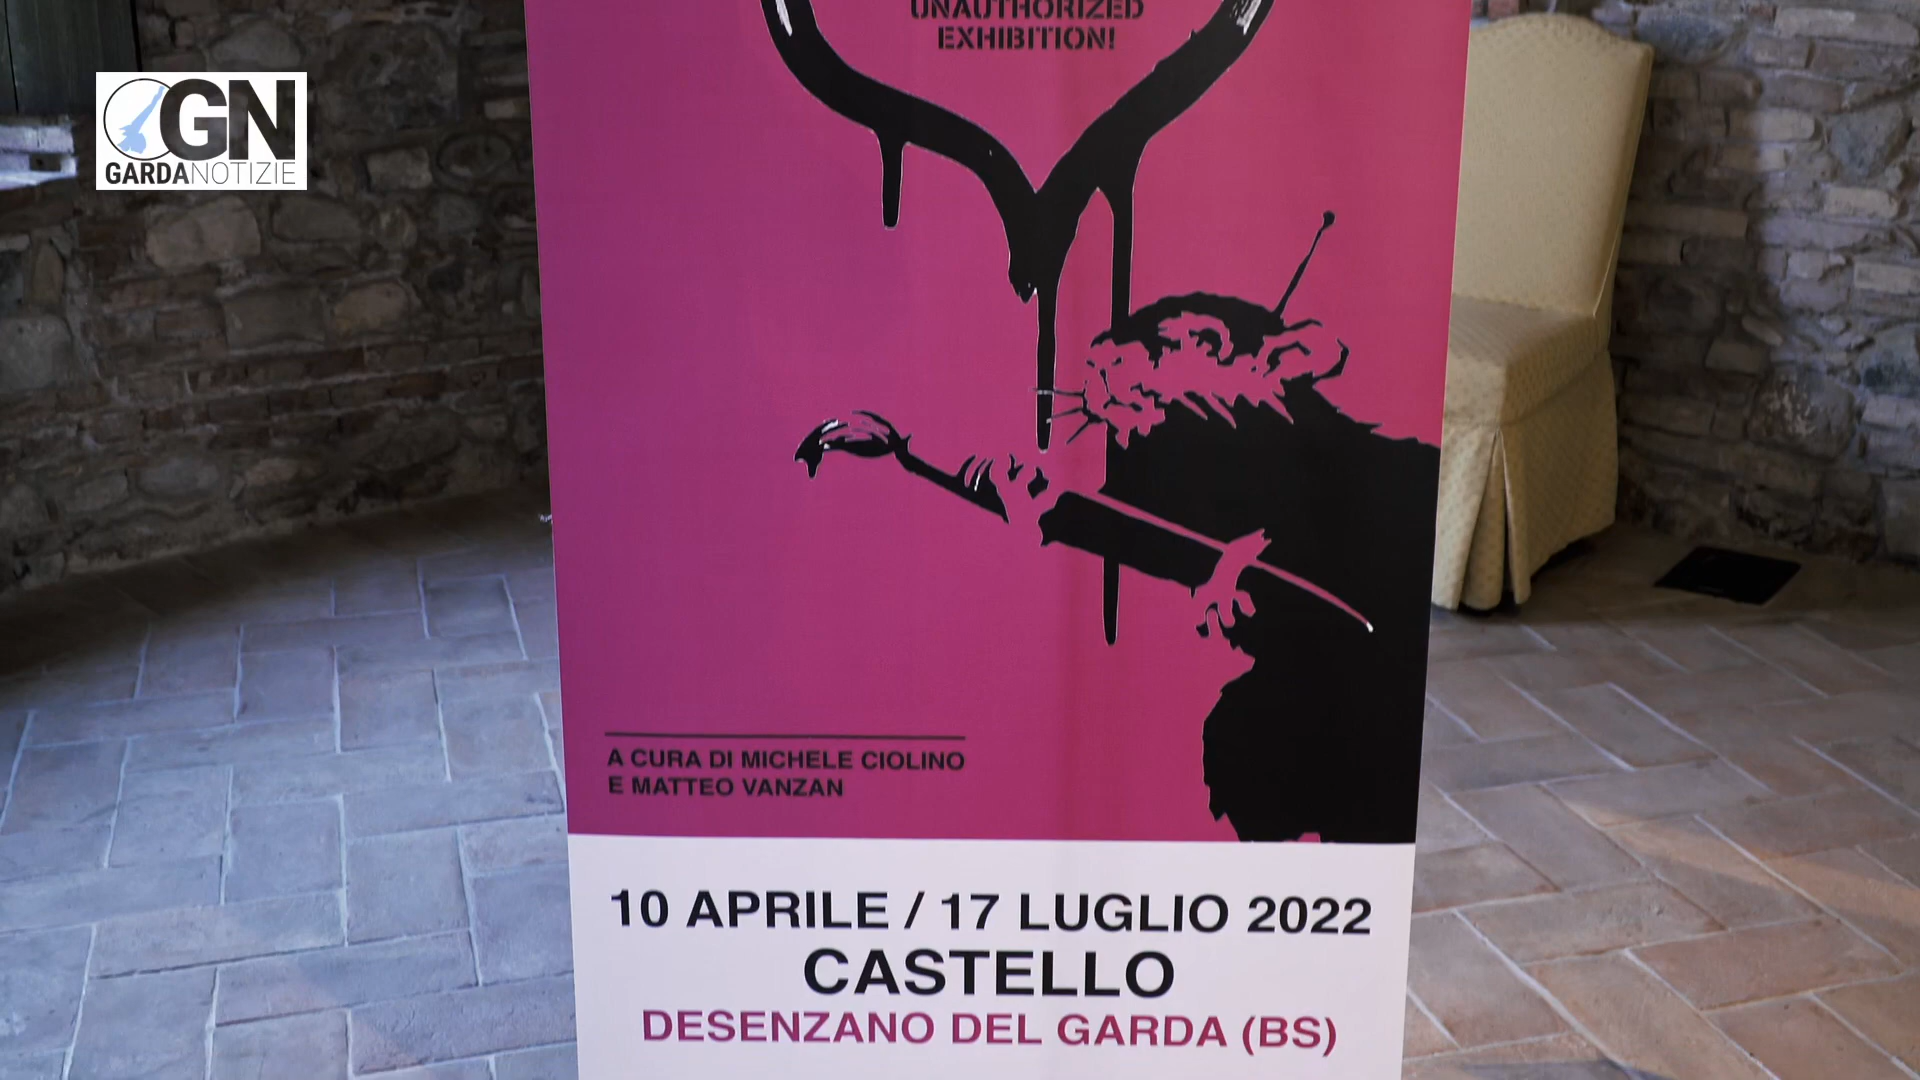 UNAUTHORIZED
EXHIBITION!
GN
GARDANOTIZIE
A CURA DI MICHELE CIOLINO
E MATTEO VANZAN
10 APRILE / 17 LUGLIO 2022
CASTELLO
DESENZANO DEL GARDA (BS)